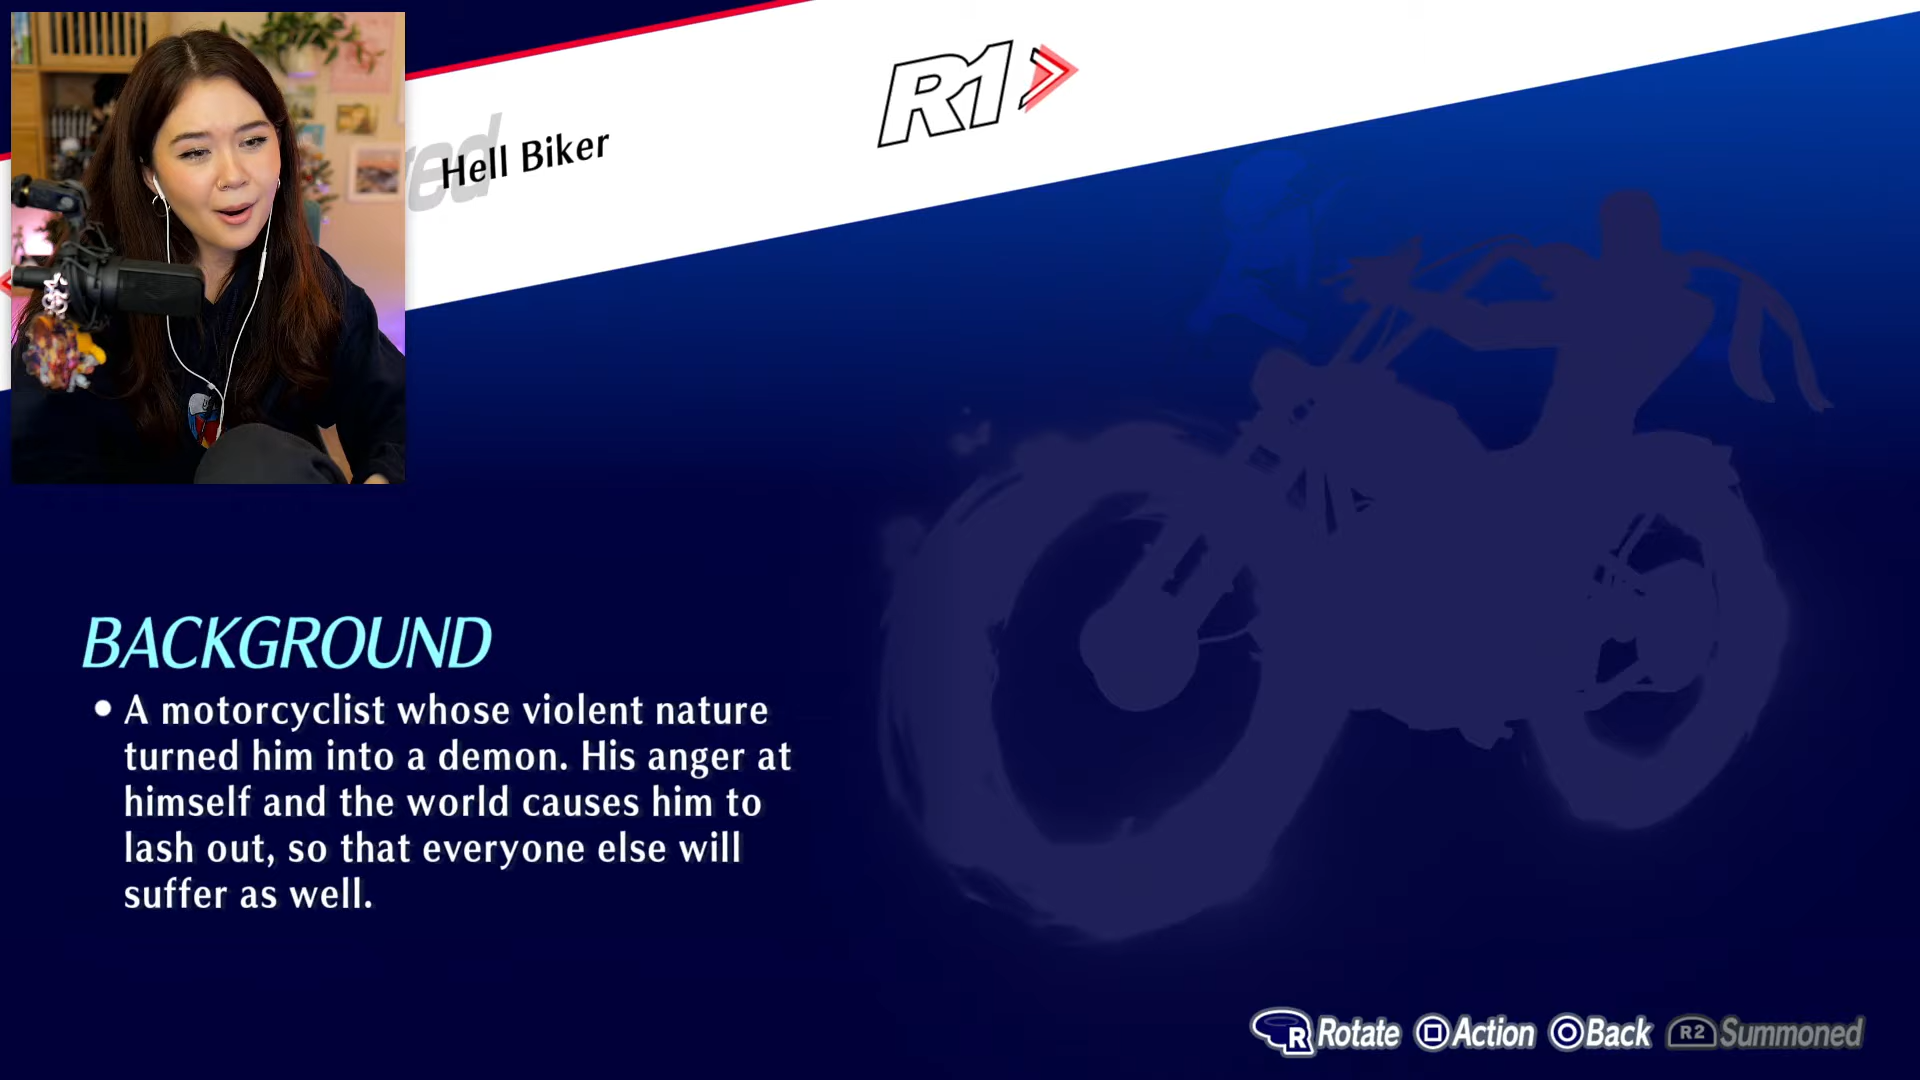 R1
Hell Biker
BACKGROUND
• A motorcyclist whose violent nature
turned him into a demon. His anger at
himself and the world causes him to
lash out, so that everyone else will
suffer as well.
R Rotate Action Back R2 Summoned